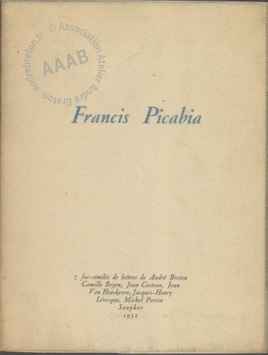 andrebreton.fr © Association Atelier André Breton
AAAB
Francis Picabia
7 fac-similés de lettres de André Breton
Camille Bryen, Jean Cocteau, Jean
Van Heeckeren, Jacques-Henry
Lévesque, Michel Perrin
Seuphor
1952